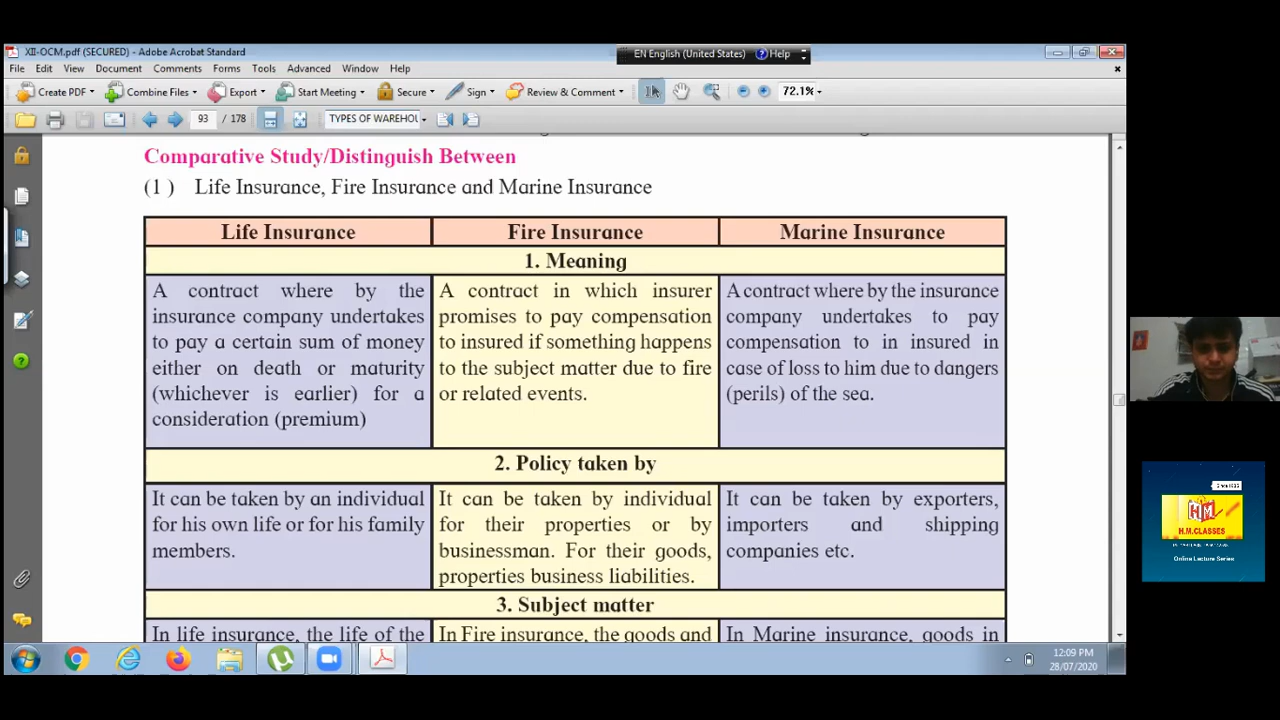 XII-OCM.pdf (SECURED) - Adobe Acrobat Standard
EN English (United States) Help
File Edit View Document Comments Forms Tools Advanced Window Help
Create PDF Combine Files Export Start Meeting Secure Sign Review & Comment 72.1%
93 / 178 TYPES OF WAREHOU
Comparative Study/Distinguish Between
(1 ) Life Insurance, Fire Insurance and Marine Insurance
Life Insurance Fire Insurance Marine Insurance
1. Meaning
A contract where by the
insurance company undertakes
to pay a certain sum of money
either on death or maturity
(whichever is earlier) for a
consideration (premium)
A contract in which insurer
promises to pay compensation
to insured if something happens
to the subject matter due to fire
or related events.
A contract where by the insurance
company undertakes to pay
compensation to in insured in
case of loss to him due to dangers
(perils) of the sea.
2. Policy taken by
It can be taken by an individual
for his own life or for his family
members.
It can be taken by individual
for their properties or by
businessman. For their goods,
properties business liabilities.
It can be taken by exporters,
importers and shipping
companies etc.
3. Subject matter
In life insurance, the life of the
In Fire insurance, the goods and
In Marine insurance, goods in
HM
H.M.CLASSES
Online Lecture Series
12:09 PM
28/07/2020